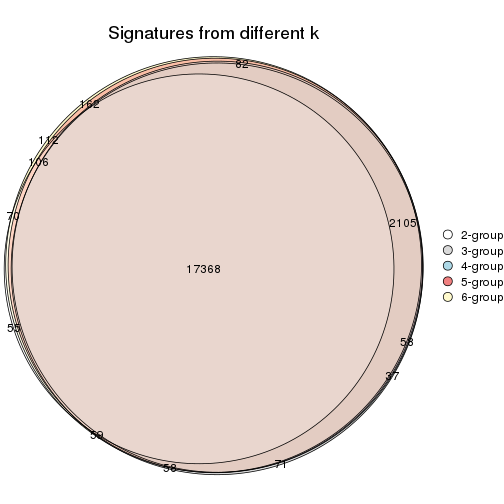 Signatures from different k
82
162
112
106
2105
70
17368
55
58
37
59
58
71
2-group
3-group
4-group
5-group
6-group